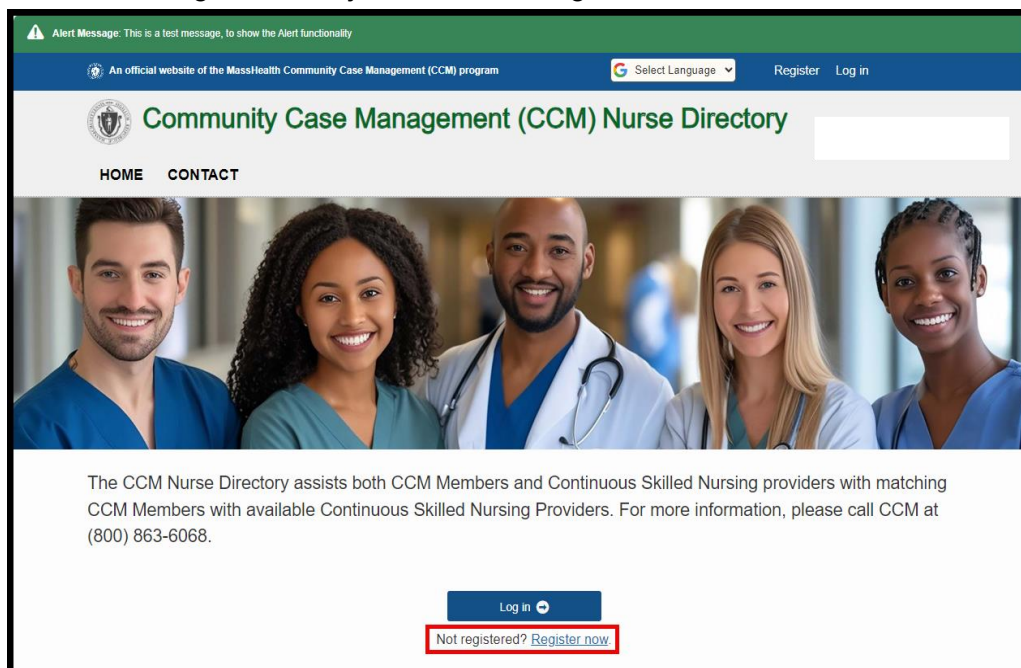 Alert Message: This is a test message, to show the Alert functionality
An official website of the MassHealth Community Case Management (CCM) program
G Select Language
Register Log in
Community Case Management (CCM) Nurse Directory
HOME CONTACT
The CCM Nurse Directory assists both CCM Members and Continuous Skilled Nursing providers with matching
CCM Members with available Continuous Skilled Nursing Providers. For more information, please call CCM at
(800) 863-6068.
Log in
Not registered? Register now.